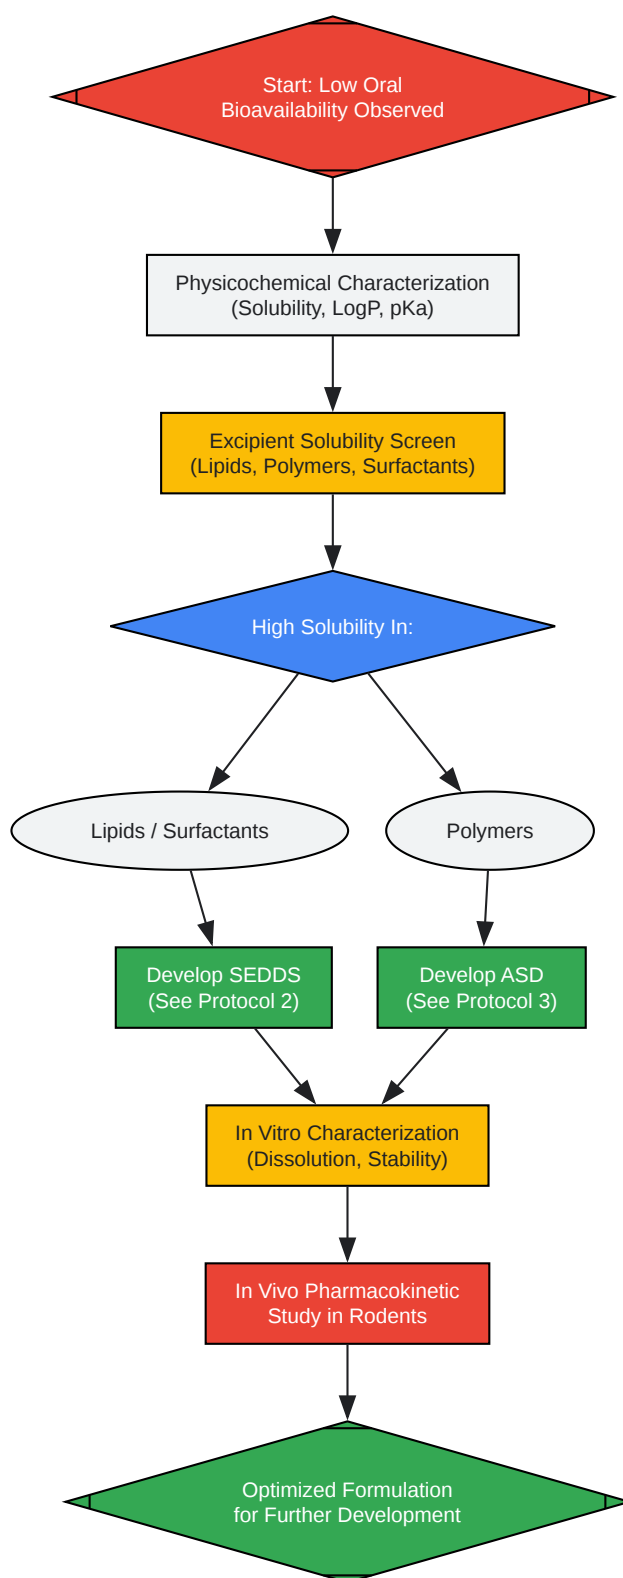 Start: Low Oral
Bioavailability Observed
Physicochemical Characterization
(Solubility, LogP, pKa)
Excipient Solubility Screen
(Lipids, Polymers, Surfactants)
High Solubility In:
Lipids / Surfactants
Polymers
Develop SEDDS
(See Protocol 2)
Develop ASD
(See Protocol 3)
In Vitro Characterization
(Dissolution, Stability)
In Vivo Pharmacokinetic
Study in Rodents
Optimized Formulation
for Further Development